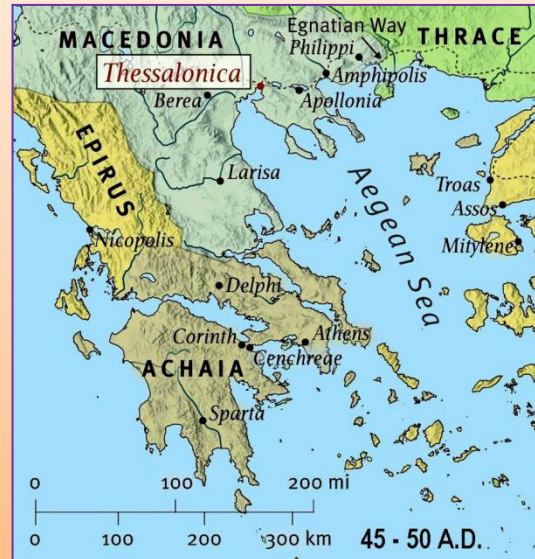 MACEDONIA
Egnatian Way
THRACE
Philippi
Thessalonica
Amphipolis
Berea
Apollonia
EPIRUS
Larisa
Aegean Sea
Troas
Assos
Nicopolis
Mitylene
Delphi
Corinth
Athens
Cenchreae
ACHAIA
Sparta
0 100 200 mi
0 100 200 300 km
45 - 50 A.D.